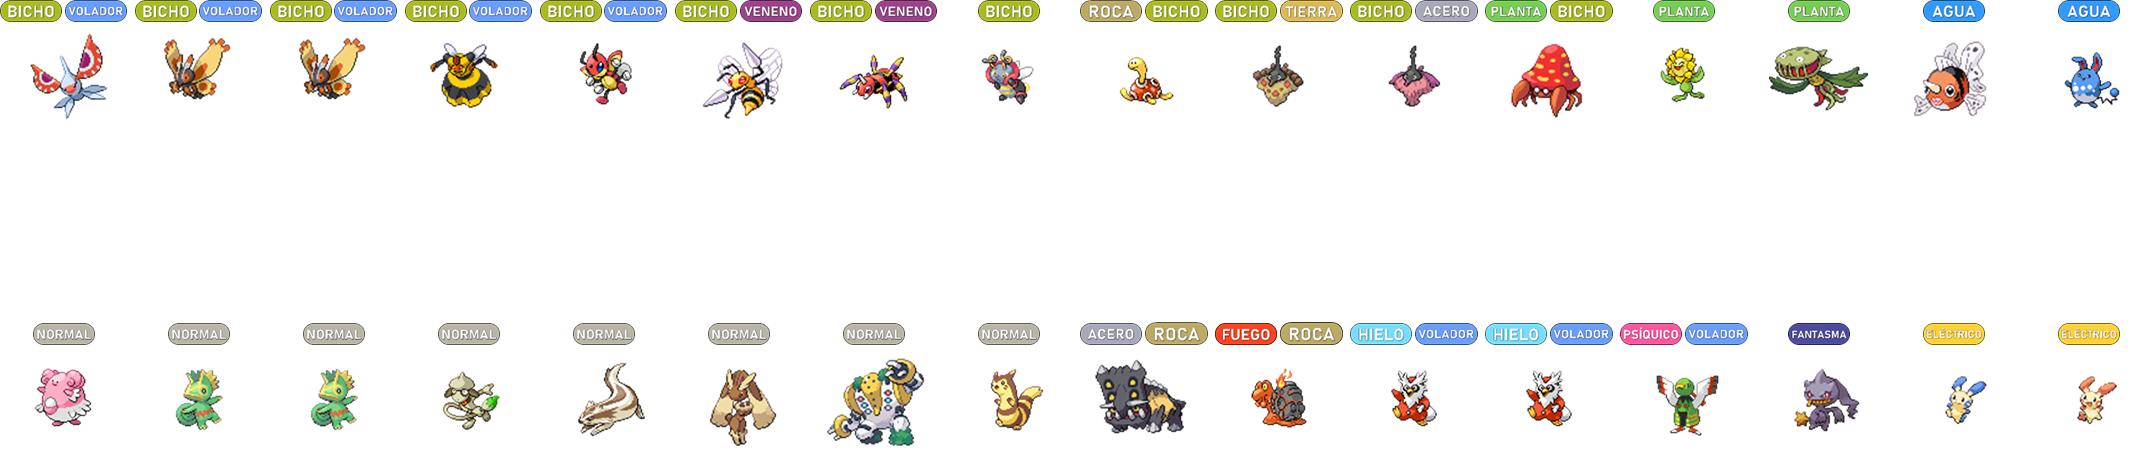 BICHO VOLADOR BICHO VOLADOR BICHO VOLADOR BICHO VOLADOR BICHO VOLADOR BICHO VENENO BICHO VENENO BICHO ROCA BICHO BICHO TIERRA BICHO ACERO PLANTA BICHO PLANTA PLANTA AGUA AGUA
NORMAL NORMAL NORMAL NORMAL NORMAL NORMAL NORMAL NORMAL ACERO ROCA FUEGO ROCA HIELO VOLADOR HIELO VOLADOR PSÍQUICO VOLADOR FANTASMA ELÉCTRICO ELÉCTRICO